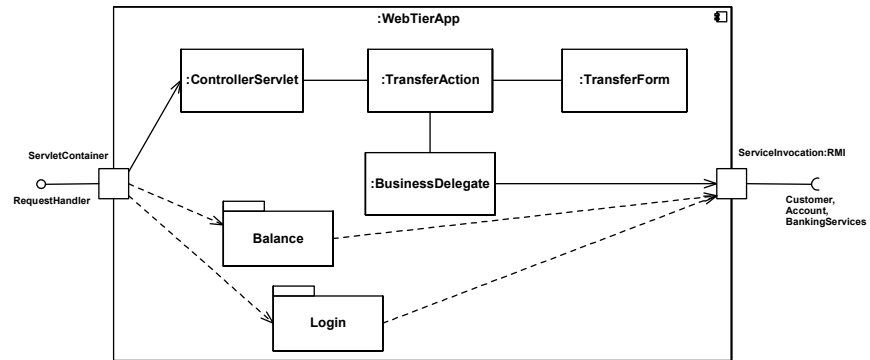 :WebTierApp
:ControllerServlet
:TransferAction
:TransferForm
ServletContainer
ServiceInvocation:RMI
:BusinessDelegate
RequestHandler
Customer,
Account,
BankingServices
Balance
Login